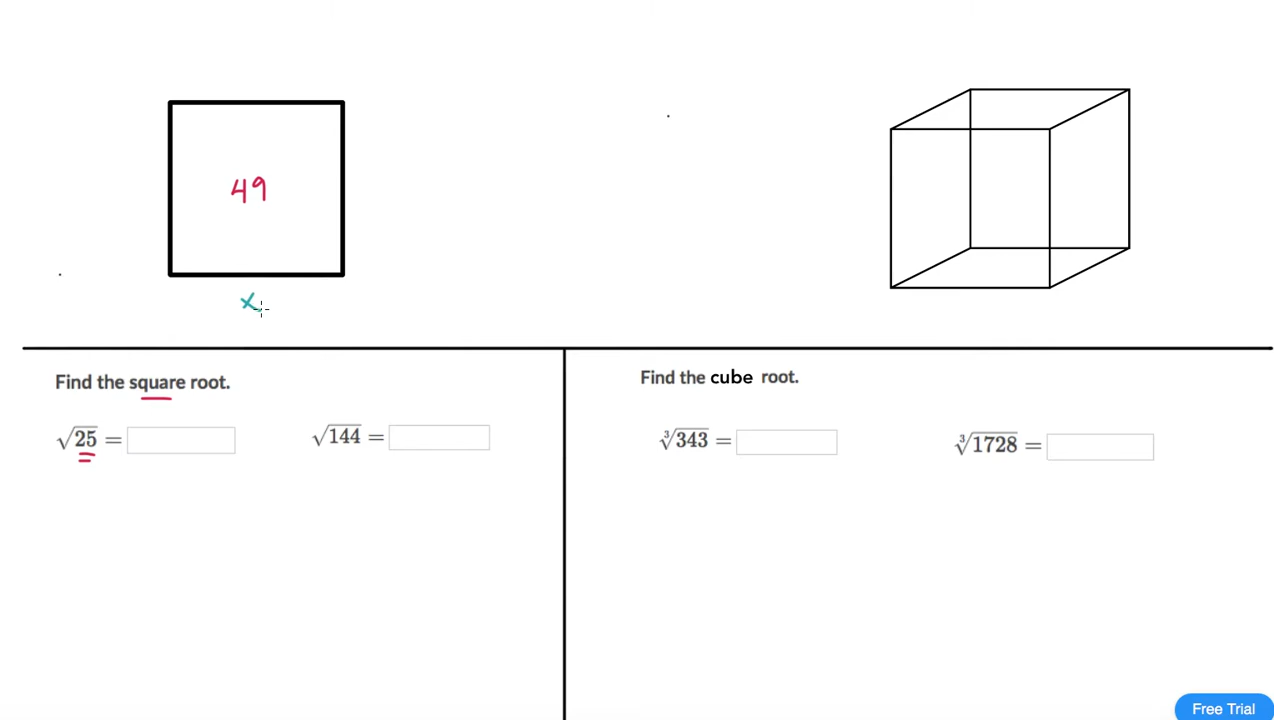 49
x
Find the square root.
√25 =
√144 =
Find the cube root.
∛343 =
∛1728 =
Free Trial